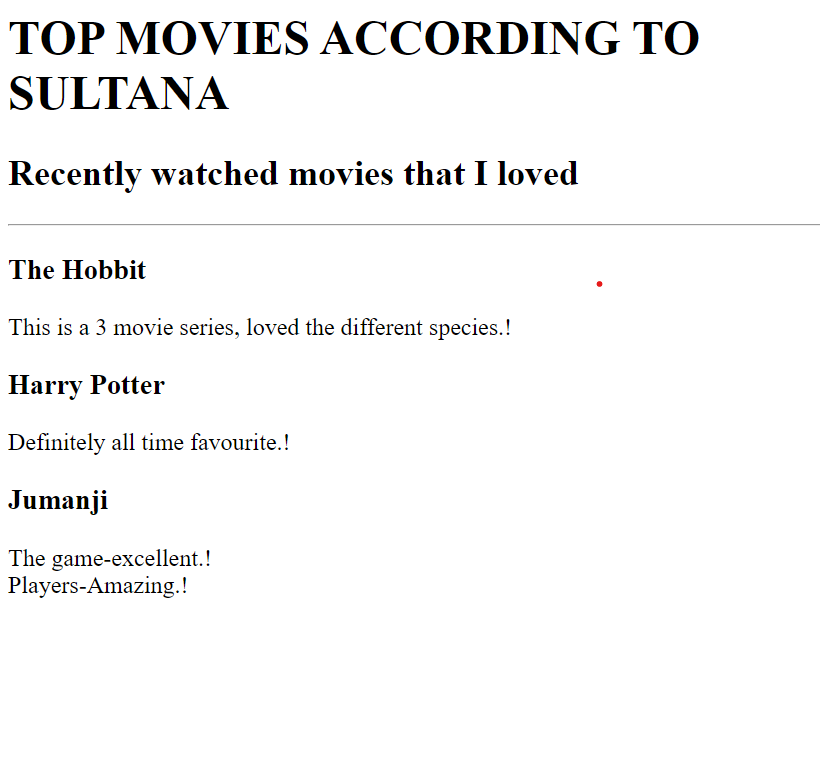 TOP MOVIES ACCORDING TO
SULTANA
Recently watched movies that I loved
The Hobbit
This is a 3 movie series, loved the different species.!
Harry Potter
Definitely all time favourite.!
Jumanji
The game-excellent.!
Players-Amazing.!